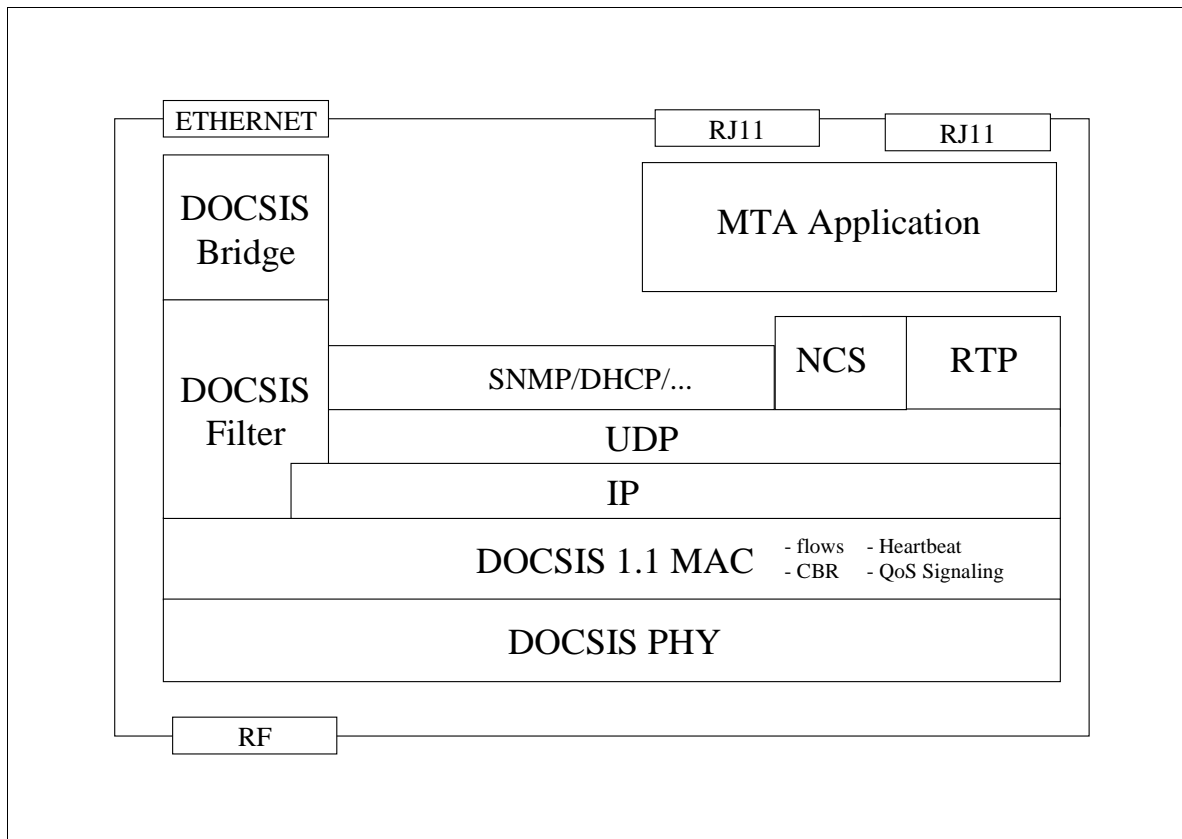 ETHERNET
RJ11
RJ11
DOCSIS
Bridge
MTA Application
DOCSIS
Filter
SNMP/DHCP/...
NCS
RTP
UDP
IP
DOCSIS 1.1 MAC
- flows
- Heartbeat
- CBR
- QoS Signaling
DOCSIS PHY
RF